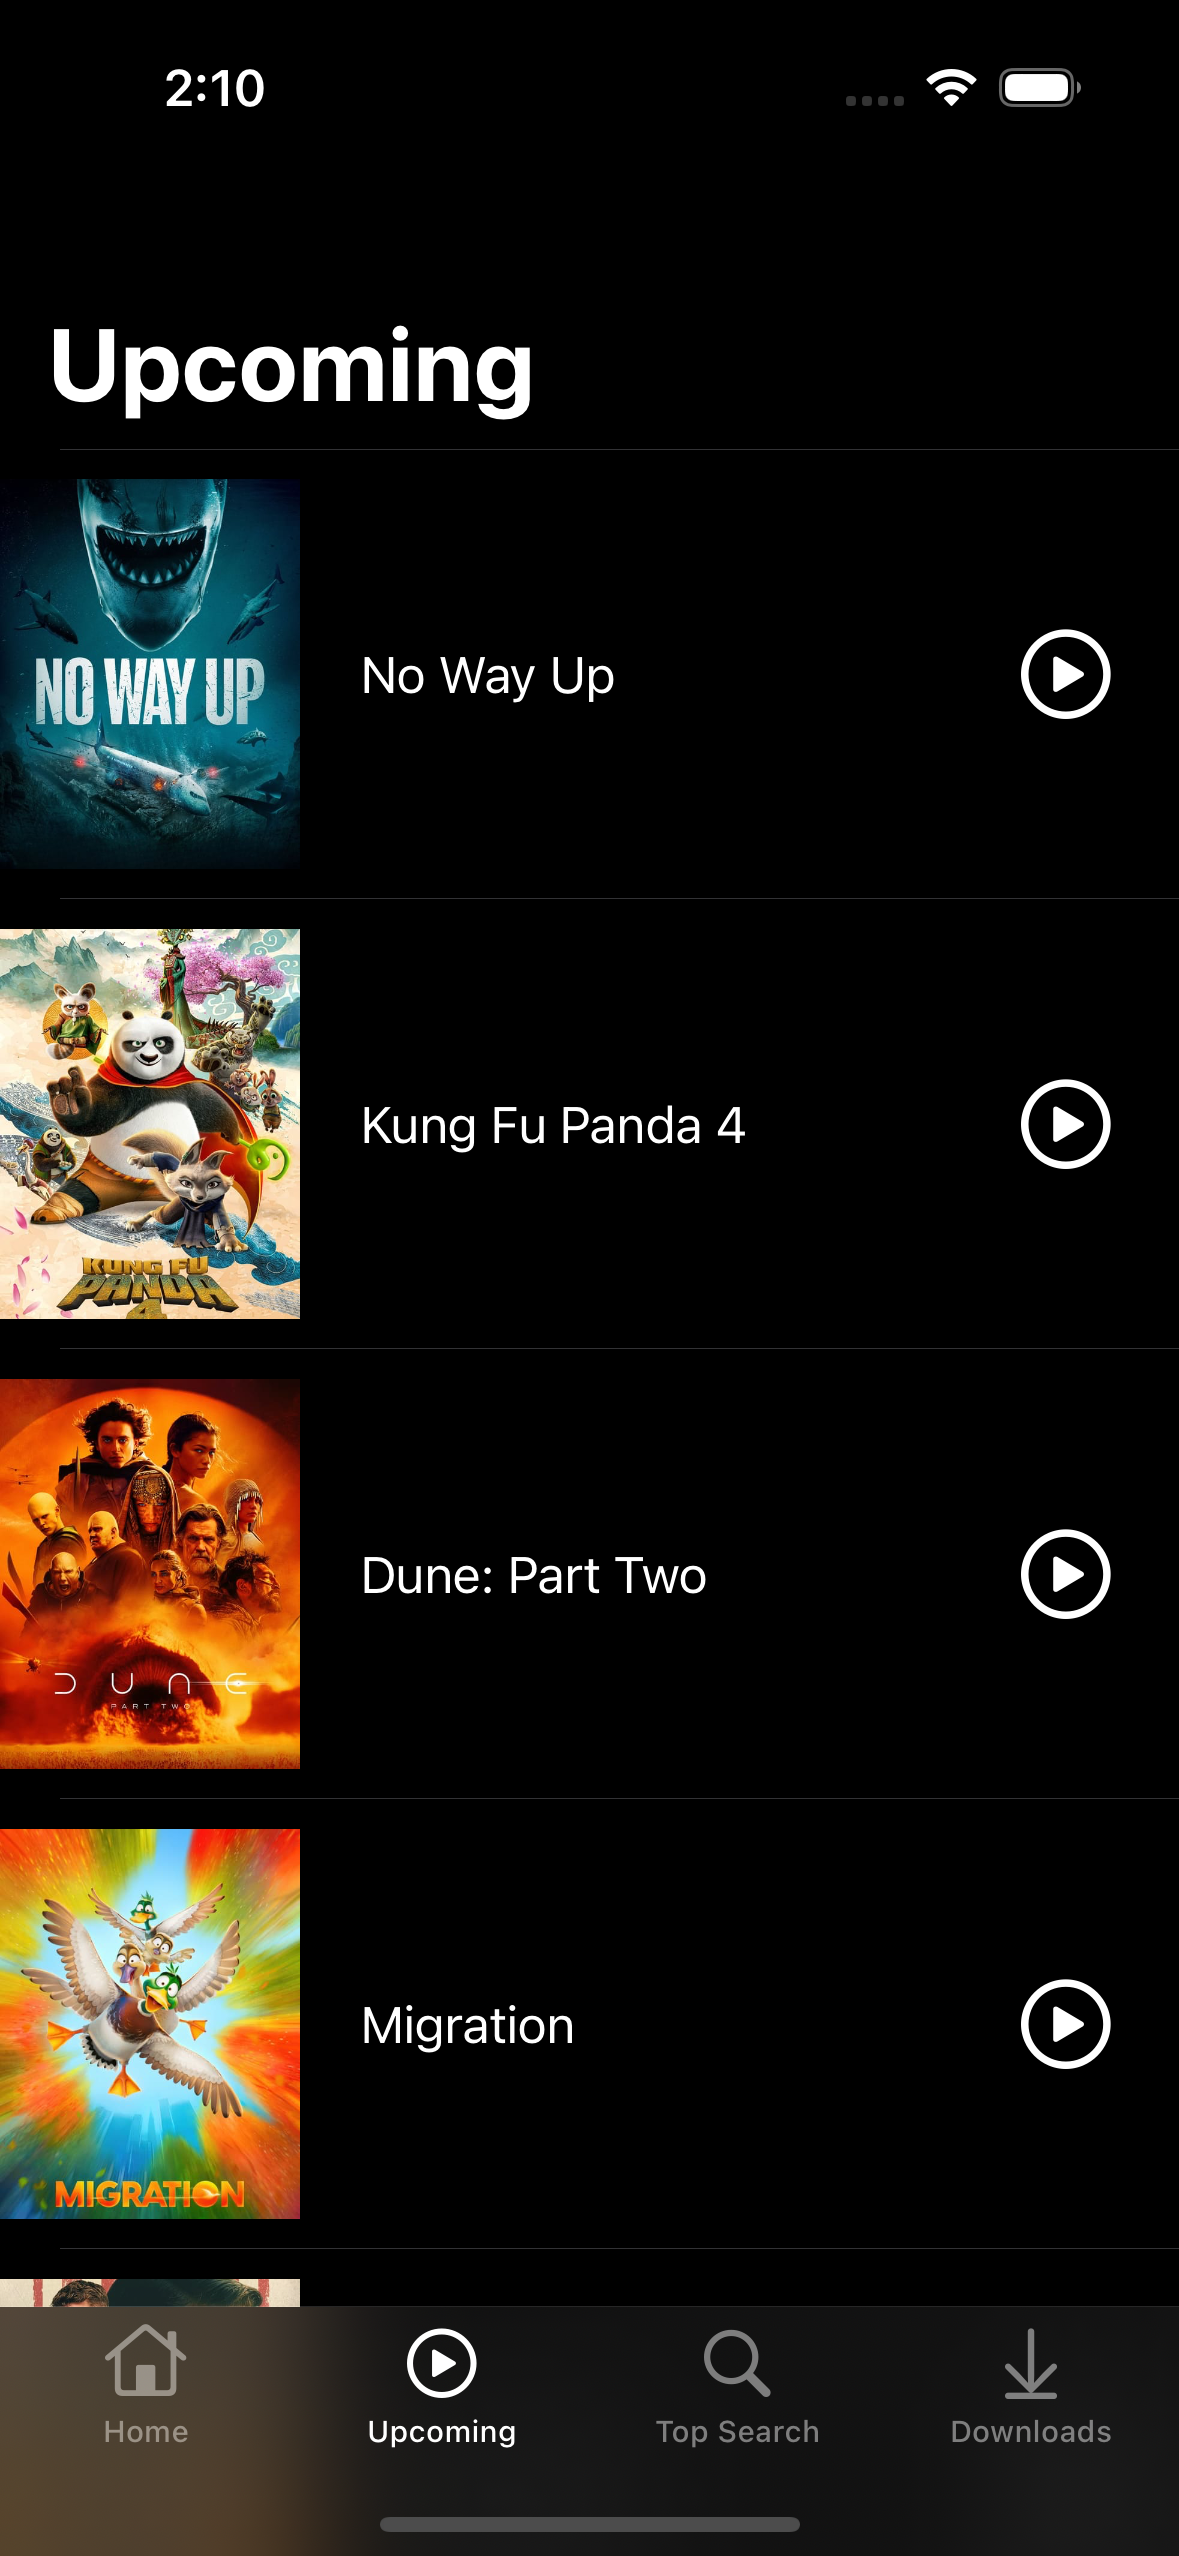 2:10
Upcoming
NO WAY UP
No Way Up
KUNG FU
PANDA
4
Kung Fu Panda 4
DUNE
PART TWO
Dune: Part Two
MIGRATION
Migration
Home
Upcoming
Top Search
Downloads